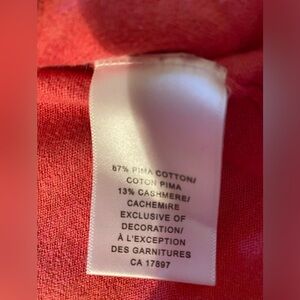 87% PIMA COTTON/
COTON PIMA
13% CASHMERE/
CACHEMIRE
EXCLUSIVE OF
DECORATION/
À L'EXCEPTION
DES GARNITURES
CA 17897